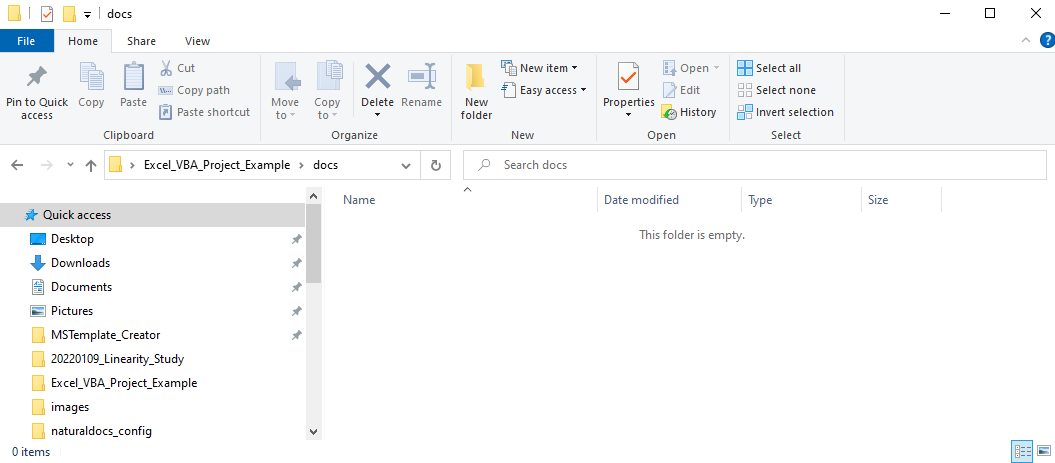 docs
File Home Share View
Pin to Quick access
Copy
Paste
Cut
Copy path
Paste shortcut
Clipboard
Move to
Copy to
Delete
Rename
Organize
New folder
New item
Easy access
New
Properties
Open
Edit
History
Open
Select all
Select none
Invert selection
Select
Excel_VBA_Project_Example > docs
Search docs
Name Date modified Type Size
This folder is empty.
Quick access
Desktop
Downloads
Documents
Pictures
MSTemplate_Creator
20220109_Linearity_Study
Excel_VBA_Project_Example
images
naturaldocs_config
0 items